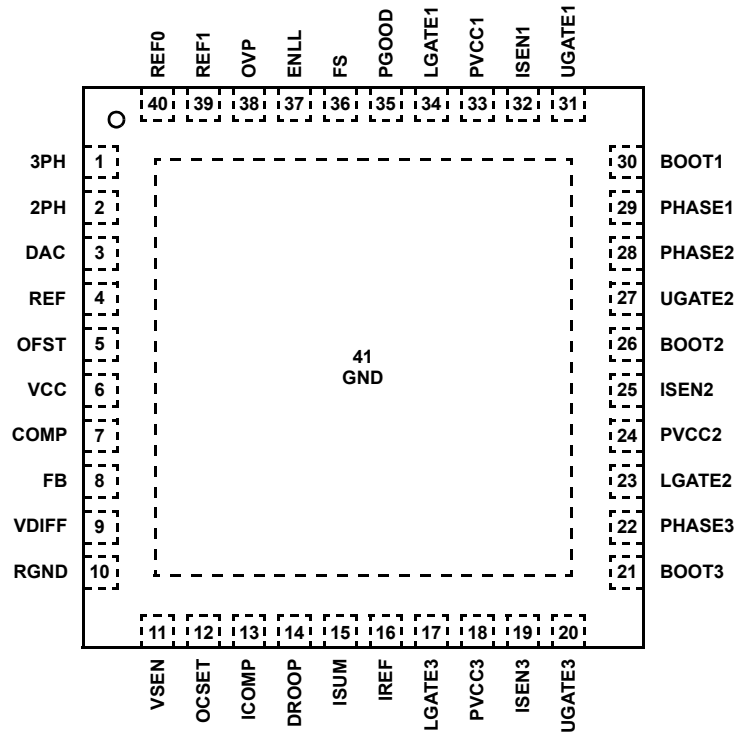 REF0
REF1
OVP
ENLL
FS
PGOOD
LGATE1
PVCC1
ISEN1
UGATE1
40 39 38 37 36 35 34 33 32 31
3PH 1 30 BOOT1
2PH 2 29 PHASE1
DAC 3 28 PHASE2
REF 4 27 UGATE2
OFST 5 26 BOOT2
41
GND
VCC 6 25 ISEN2
COMP 7 24 PVCC2
FB 8 23 LGATE2
VDIFF 9 22 PHASE3
RGND 10 21 BOOT3
11 12 13 14 15 16 17 18 19 20
VSEN
OCSET
ICOMP
DROOP
ISUM
IREF
LGATE3
PVCC3
ISEN3
UGATE3